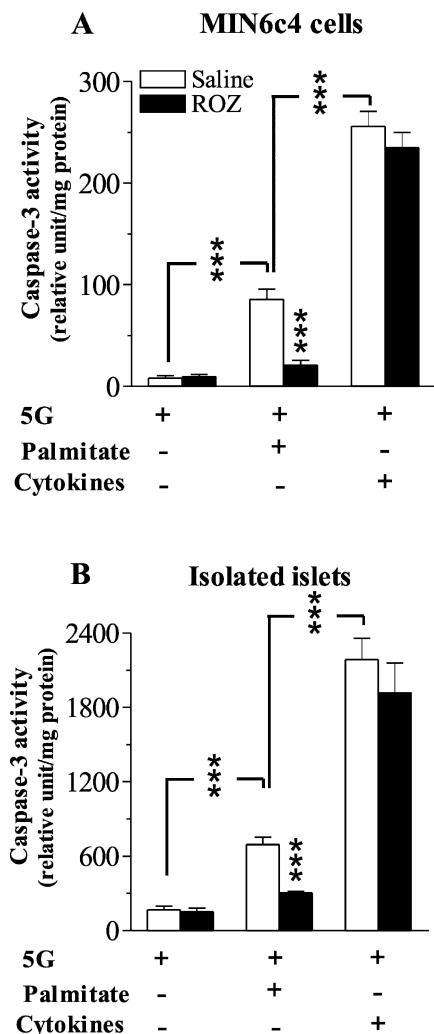 A MIN6c4 cells
***
300
Saline
ROZ
200
***
100
***
0
Caspase-3 activity
(relative unit/mg protein)
5G + + +
Palmitate - + -
Cytokines - - +
B Isolated islets
***
2400
1800
1200
***
600
***
0
Caspase-3 activity
(relative unit/mg protein)
5G + + +
Palmitate - + -
Cytokines - - +